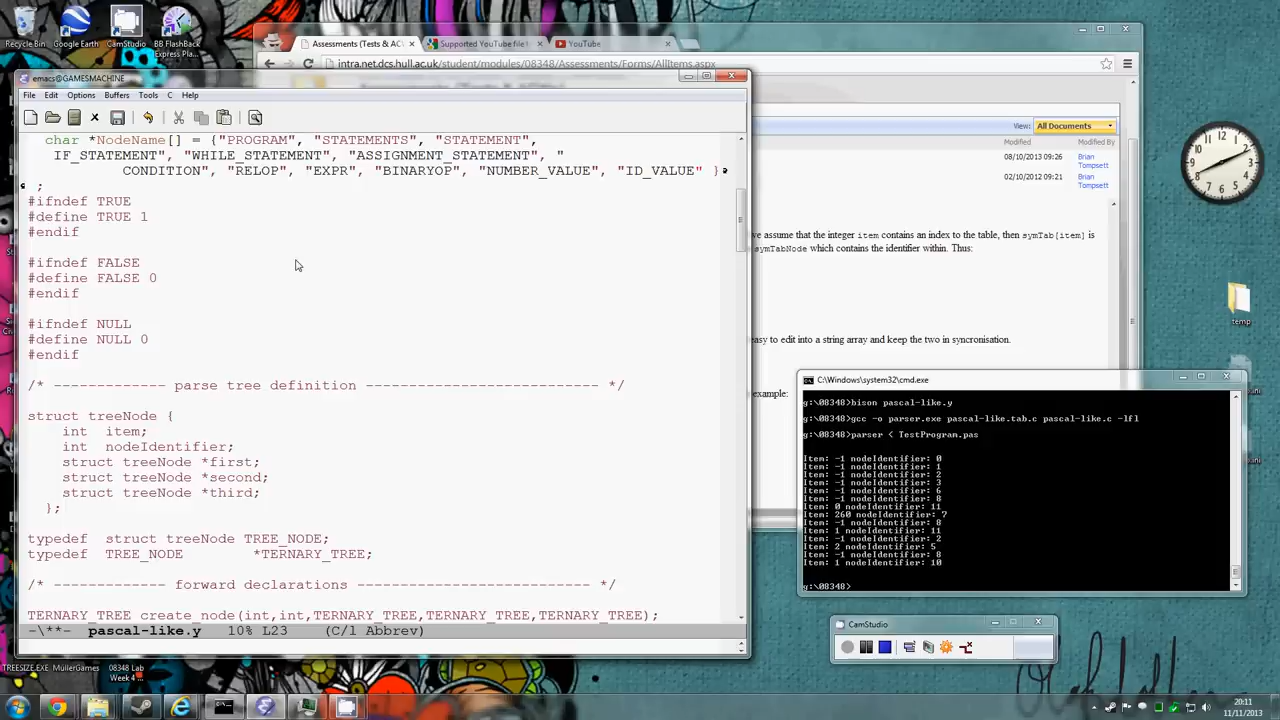 Recycle Bin
Google Earth
CamStudio
BB FlashBack
Express Pla...
Assessments (Tests & AC
Supported YouTube file
YouTube
intra.net.dcs.hull.ac.uk/student/modules/08348/Assessments/Forms/AllItems.aspx
emacs@GAMESMACHINE
File Edit Options Buffers Tools C Help
char *NodeName[] = {"PROGRAM", "STATEMENTS", "STATEMENT",
IF_STATEMENT", "WHILE_STATEMENT", "ASSIGNMENT_STATEMENT", "
CONDITION", "RELOP", "EXPR", "BINARYOP", "NUMBER_VALUE", "ID_VALUE" }
;
#ifndef TRUE
#define TRUE 1
#endif
#ifndef FALSE
#define FALSE 0
#endif
#ifndef NULL
#define NULL 0
#endif
/* ------------- parse tree definition --------------------------- */
struct treeNode {
int item;
int nodeIdentifier;
struct treeNode *first;
struct treeNode *second;
struct treeNode *third;
};
typedef struct treeNode TREE_NODE;
typedef TREE_NODE *TERNARY_TREE;
/* ------------- forward declarations --------------------------- */
TERNARY_TREE create_node(int,int,TERNARY_TREE,TERNARY_TREE,TERNARY_TREE);
-\**- pascal-like.y 10% L23 (C/l Abbrev)
View: All Documents
Modified Modified By
08/10/2013 09:26 Brian Tompsett
02/10/2012 09:21 Brian Tompsett
ve assume that the integer item contains an index to the table, then symTab[item] is
symTabNode which contains the identifier within. Thus:
easy to edit into a string array and keep the two in syncronisation.
example:
temp
C:\Windows\system32\cmd.exe
g:\08348>bison pascal-like.y
g:\08348>gcc -o parser.exe pascal-like.tab.c pascal-like.c -lfl
g:\08348>parser < TestProgram.pas
Item: -1 nodeIdentifier: 0
Item: -1 nodeIdentifier: 1
Item: -1 nodeIdentifier: 2
Item: -1 nodeIdentifier: 3
Item: -1 nodeIdentifier: 6
Item: -1 nodeIdentifier: 8
Item: 0 nodeIdentifier: 11
Item: 260 nodeIdentifier: 7
Item: -1 nodeIdentifier: 8
Item: 1 nodeIdentifier: 11
Item: -1 nodeIdentifier: 2
Item: 2 nodeIdentifier: 5
Item: -1 nodeIdentifier: 8
Item: 1 nodeIdentifier: 10
g:\08348>
CamStudio
TREESIZE.EXE
MullerGames
08348 Lab
Week 4
20:11
11/11/2013